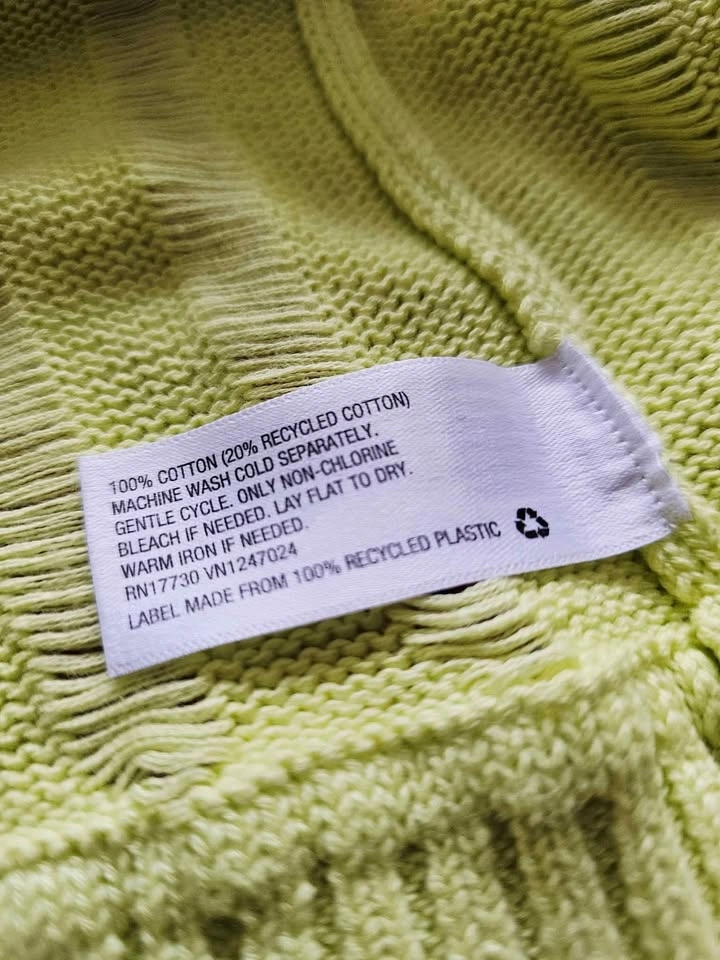 100% COTTON (20% RECYCLED COTTON)
MACHINE WASH COLD SEPARATELY.
GENTLE CYCLE. ONLY NON-CHLORINE
BLEACH IF NEEDED. LAY FLAT TO DRY.
WARM IRON IF NEEDED.
RN17730 VN1247024
LABEL MADE FROM 100% RECYCLED PLASTIC